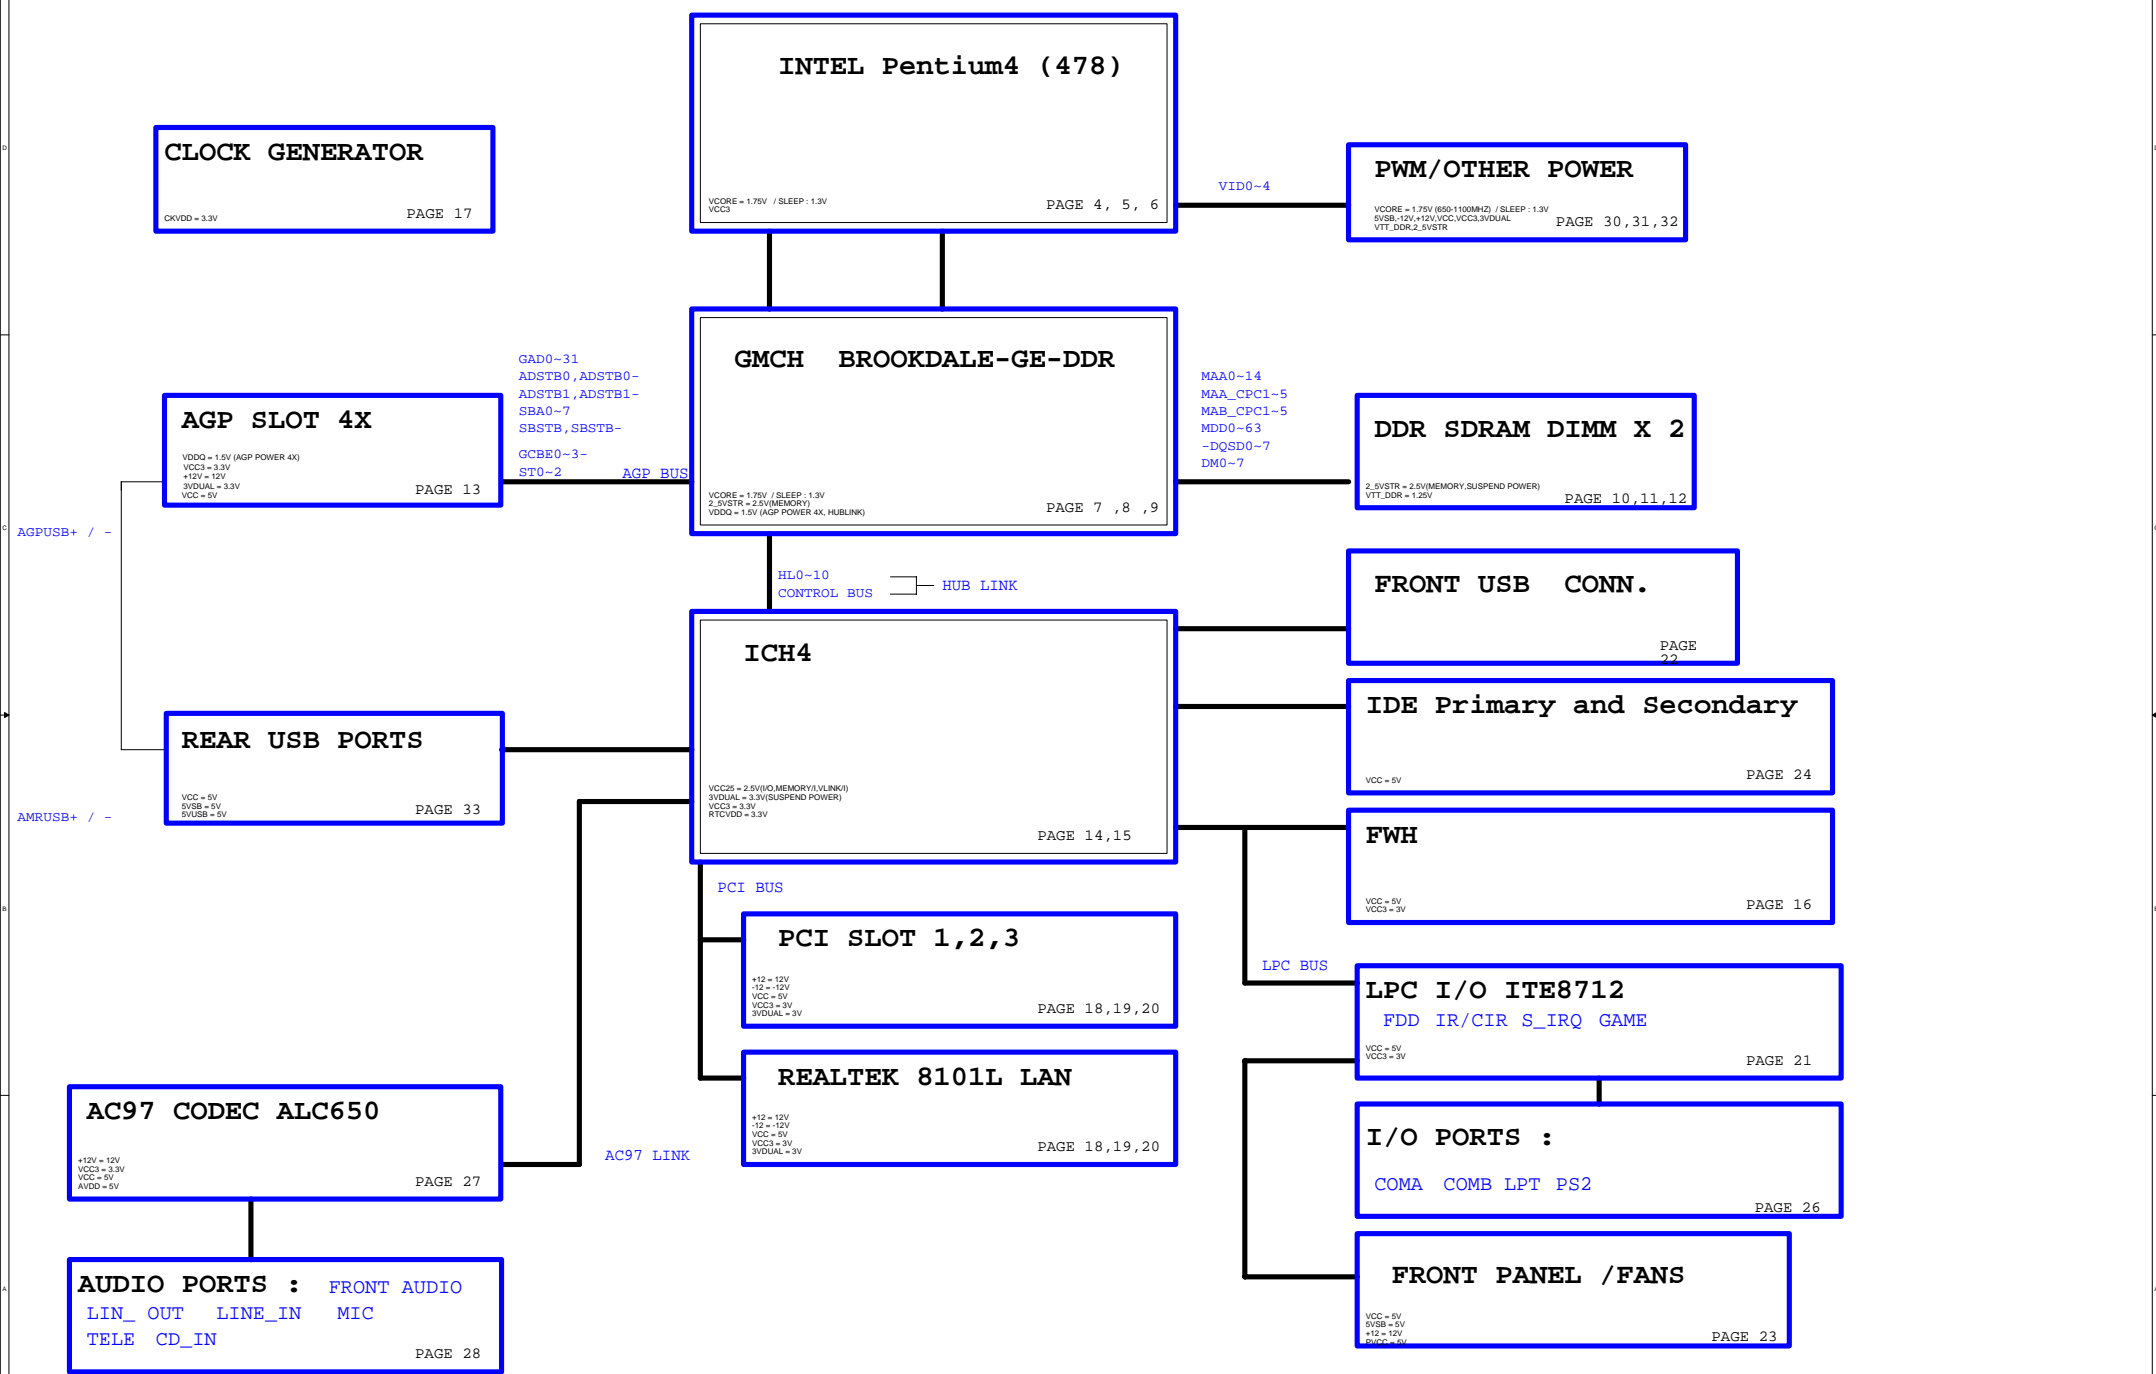 INTEL Pentium4 (478)
VCORE = 1.75V / SLEEP : 1.3V
VCC3
PAGE 4, 5, 6
CLOCK GENERATOR
CKVDD = 3.3V
PAGE 17
VID0~4
PWM/OTHER POWER
VCORE = 1.75V (650-1100MHZ) / SLEEP : 1.3V
5VSB,-12V,+12V,VCC,VCC3,3VDUAL
VTT_DDR,2_5VSTR
PAGE 30,31,32
GMCH BROOKDALE-GE-DDR
VCORE = 1.75V / SLEEP : 1.3V
2_5VSTR = 2.5V(MEMORY)
VDDQ = 1.5V (AGP POWER 4X, HUBLINK)
PAGE 7 ,8 ,9
GAD0~31
ADSTB0,ADSTB0-
ADSTB1,ADSTB1-
SBA0~7
SBSTB,SBSTB-
GCBE0~3-
ST0~2
AGP BUS
AGP SLOT 4X
VDDQ = 1.5V (AGP POWER 4X)
VCC3 = 3.3V
+12V = 12V
3VDUAL = 3.3V
VCC = 5V
PAGE 13
MAA0~14
MAA_CPC1~5
MAB_CPC1~5
MDD0~63
-DQSD0~7
DM0~7
DDR SDRAM DIMM X 2
2_5VSTR = 2.5V(MEMORY,SUSPEND POWER)
VTT_DDR = 1.25V
PAGE 10,11,12
AGPUSB+ / -
HL0~10
CONTROL BUS
HUB LINK
FRONT USB CONN.
PAGE
22
ICH4
VCC25 = 2.5V(I/O,MEMORY/I,VLINK/I)
3VDUAL = 3.3V(SUSPEND POWER)
VCC3 = 3.3V
RTCVDD = 3.3V
PAGE 14,15
IDE Primary and Secondary
VCC = 5V
PAGE 24
REAR USB PORTS
VCC = 5V
5VSB = 5V
5VUSB = 5V
PAGE 33
AMRUSB+ / -
FWH
VCC = 5V
VCC3 = 3V
PAGE 16
PCI BUS
PCI SLOT 1,2,3
+12 = 12V
-12 = -12V
VCC = 5V
VCC3 = 3V
3VDUAL = 3V
PAGE 18,19,20
LPC BUS
LPC I/O ITE8712
FDD IR/CIR S_IRQ GAME
VCC = 5V
VCC3 = 3V
PAGE 21
REALTEK 8101L LAN
+12 = 12V
-12 = -12V
VCC = 5V
VCC3 = 3V
3VDUAL = 3V
PAGE 18,19,20
AC97 CODEC ALC650
+12V = 12V
VCC3 = 3.3V
VCC = 5V
AVDD = 5V
PAGE 27
AC97 LINK
I/O PORTS :
COMA COMB LPT PS2
PAGE 26
AUDIO PORTS : FRONT AUDIO
LIN_ OUT LINE_IN MIC
TELE CD_IN
PAGE 28
FRONT PANEL /FANS
VCC = 5V
5VSB = 5V
+12 = 12V
PVCC = 5V
PAGE 23
D
C
B
A